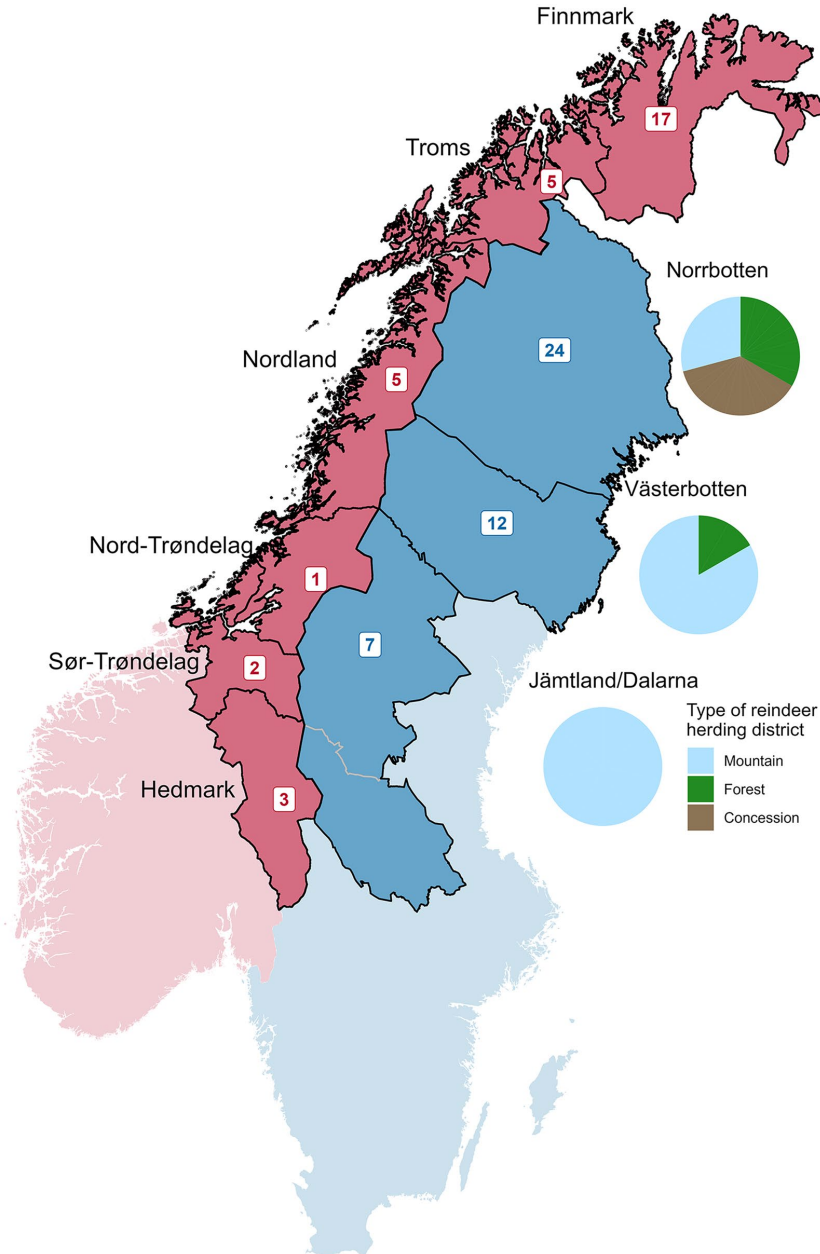 Finnmark
17
Troms
5
Norrbotten
24
Nordland
5
Västerbotten
12
Nord-Trøndelag
1
7
Sør-Trøndelag
2
Jämtland/Dalarna
Type of reindeer
herding district
Mountain
Forest
Concession
Hedmark
3